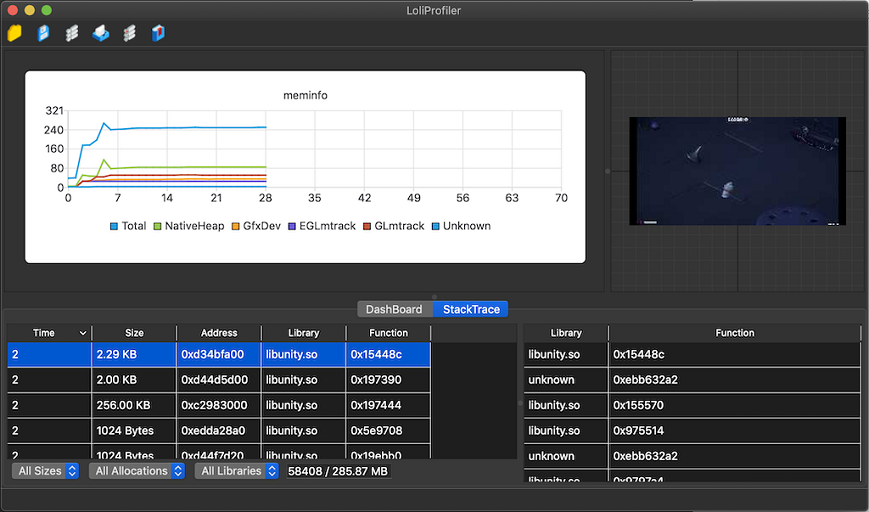 LoliProfiler
meminfo
321
240
160
80
0
0 7 14 21 28 35 42 49 56 63 70
Total NativeHeap GfxDev EGLmtrack GLmtrack Unknown
DashBoard StackTrace
Time Size Address Library Function
2 2.29 KB 0xd34bfa00 libunity.so 0x15448c
2 2.00 KB 0xd44d5d00 libunity.so 0x197390
2 256.00 KB 0xc2983000 libunity.so 0x197444
2 1024 Bytes 0xedda28a0 libunity.so 0x5e9708
2 1024 Bytes 0xd44f7d20 libunity.so 0x19ebb0
All Sizes All Allocations All Libraries 58408 / 285.87 MB
Library Function
libunity.so 0x15448c
unknown 0xebb632a2
libunity.so 0x155570
libunity.so 0x975514
unknown 0xebb632a2
libunity.so 0x9797a4